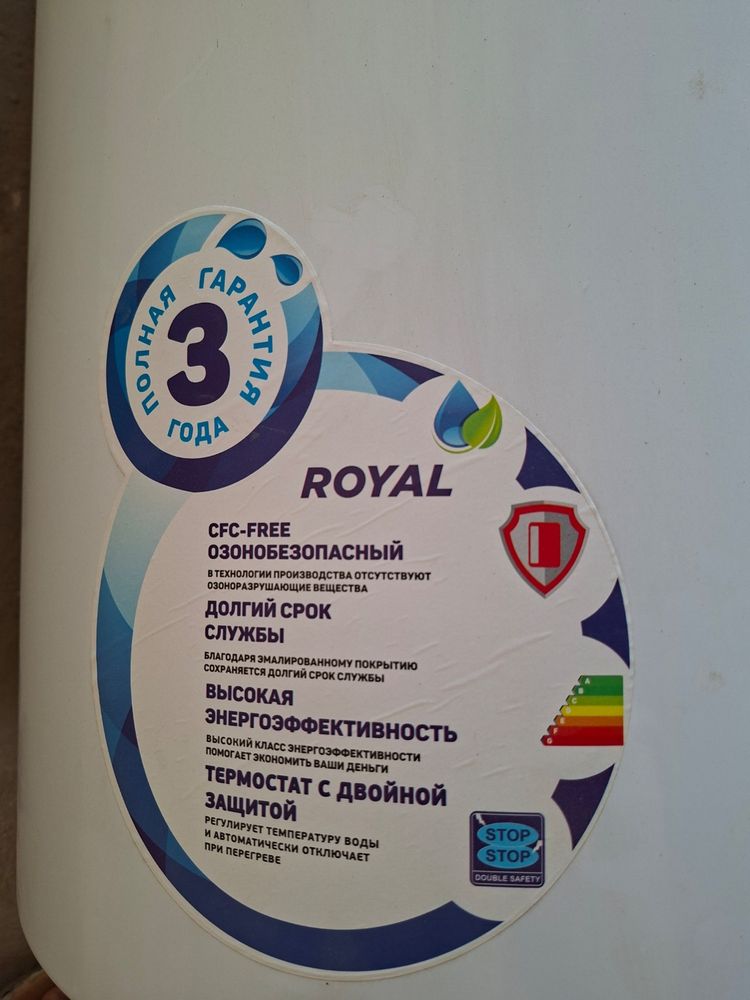 ПОЛНАЯ ГАРАНТИЯ
3
ГОДА
ROYAL
CFC-FREE
ОЗОНОБЕЗОПАСНЫЙ
В ТЕХНОЛОГИИ ПРОИЗВОДСТВА ОТСУТСТВУЮТ
ОЗОНОРАЗРУШАЮЩИЕ ВЕЩЕСТВА
ДОЛГИЙ СРОК
СЛУЖБЫ
БЛАГОДАРЯ ЭМАЛИРОВАННОМУ ПОКРЫТИЮ
СОХРАНЯЕТСЯ ДОЛГИЙ СРОК СЛУЖБЫ
ВЫСОКАЯ
ЭНЕРГОЭФФЕКТИВНОСТЬ
ВЫСОКИЙ КЛАСС ЭНЕРГОЭФФЕКТИВНОСТИ
ПОМОГАЕТ ЭКОНОМИТЬ ВАШИ ДЕНЬГИ
A
B
C
D
E
F
G
ТЕРМОСТАТ С ДВОЙНОЙ
ЗАЩИТОЙ
РЕГУЛИРУЕТ ТЕМПЕРАТУРУ ВОДЫ
И АВТОМАТИЧЕСКИ ОТКЛЮЧАЕТ
ПРИ ПЕРЕГРЕВЕ
STOP
STOP
DOUBLE SAFETY